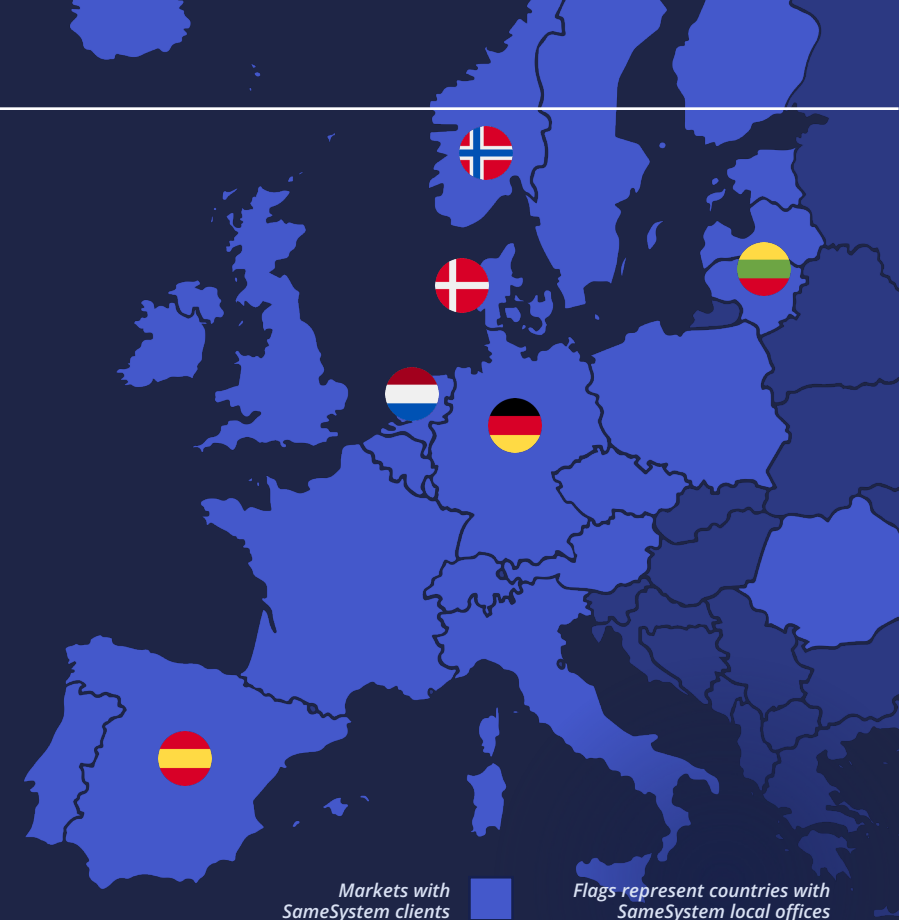 Markets with
SameSystem clients
Flags represent countries with
SameSystem local offices